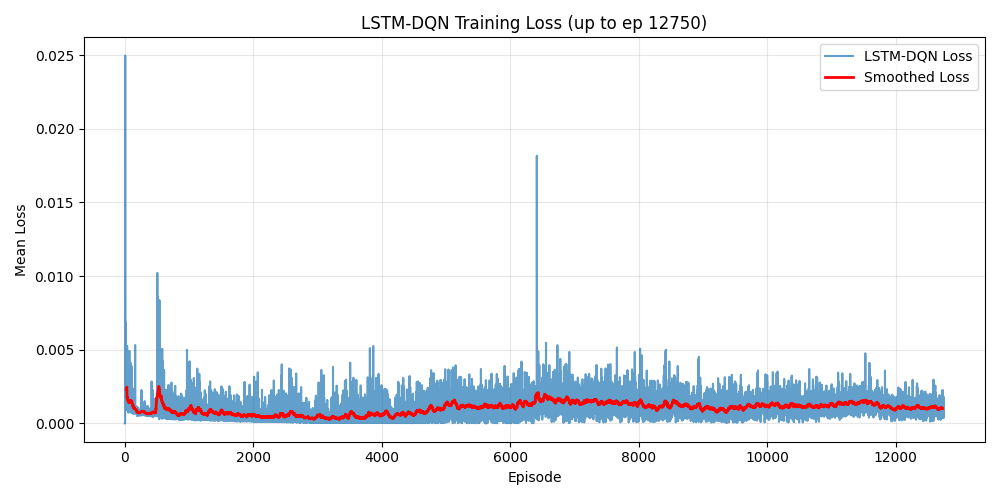 LSTM-DQN Training Loss (up to ep 12750)
LSTM-DQN Loss
Smoothed Loss
Mean Loss
0.025
0.020
0.015
0.010
0.005
0.000
0 2000 4000 6000 8000 10000 12000
Episode